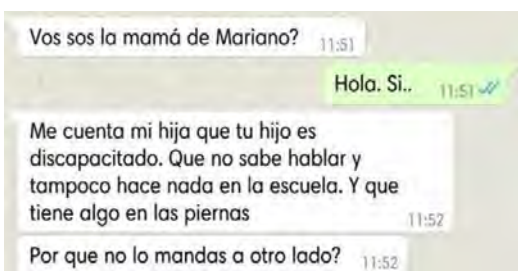 Vos sos la mamá de Mariano? 11:51
Hola. Si.. 11:51
Me cuenta mi hija que tu hijo es
discapacitado. Que no sabe hablar y
tampoco hace nada en la escuela. Y que
tiene algo en las piernas 11:52
Por que no lo mandas a otro lado? 11:52